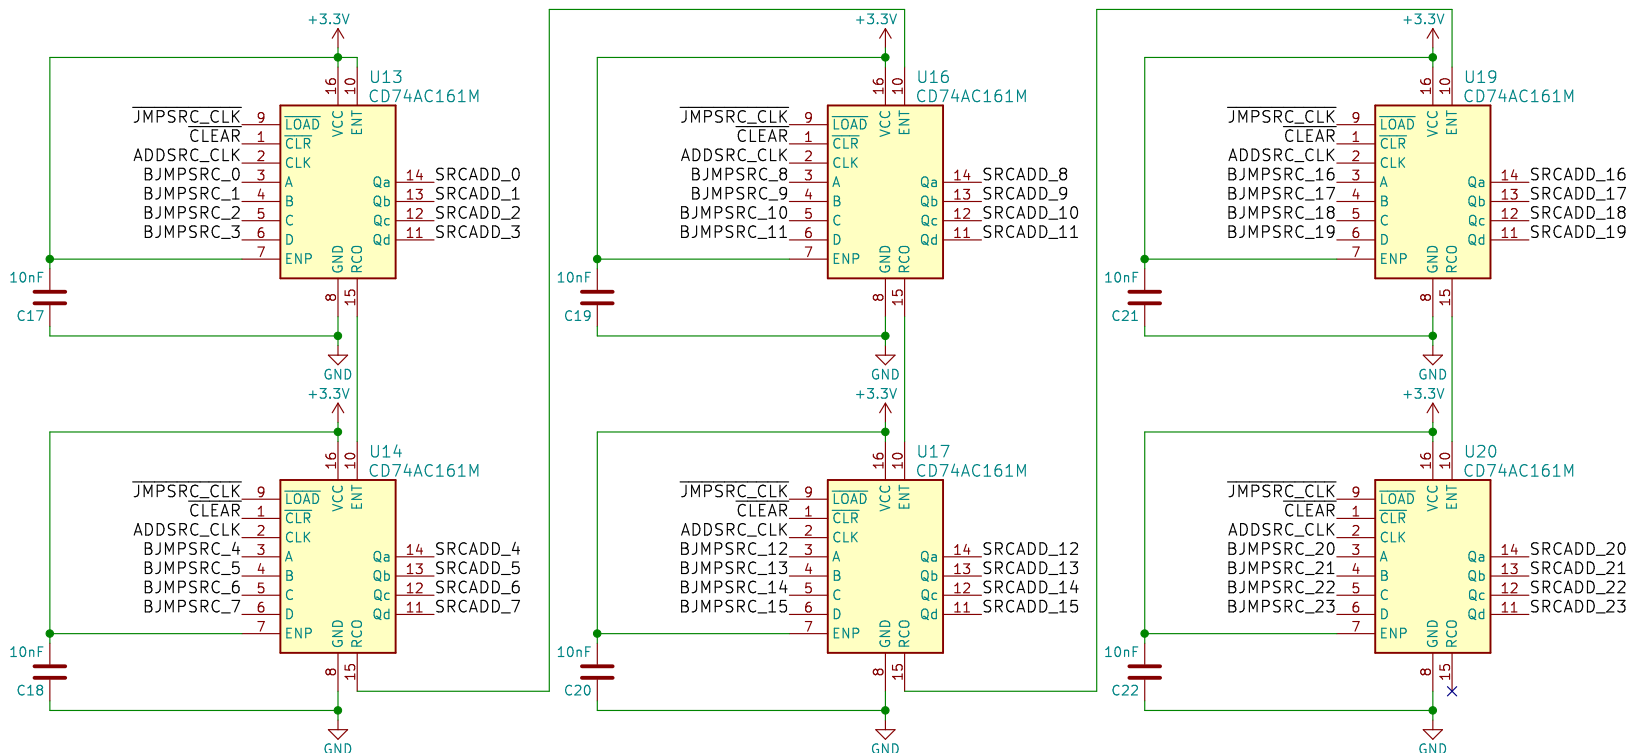 +3.3V
U13
CD74AC161M
16
10
VCC
ENT
JMPSRC_CLK 9 LOAD
CLEAR 1 CLR
ADDSRC_CLK 2 CLK
BJMPSRC_0 3 A Qa 14 SRCADD_0
BJMPSRC_1 4 B Qb 13 SRCADD_1
BJMPSRC_2 5 C Qc 12 SRCADD_2
BJMPSRC_3 6 D Qd 11 SRCADD_3
7 ENP
GND
RCO
8
15
10nF
C17
GND
+3.3V
U16
CD74AC161M
16
10
VCC
ENT
JMPSRC_CLK 9 LOAD
CLEAR 1 CLR
ADDSRC_CLK 2 CLK
BJMPSRC_8 3 A Qa 14 SRCADD_8
BJMPSRC_9 4 B Qb 13 SRCADD_9
BJMPSRC_10 5 C Qc 12 SRCADD_10
BJMPSRC_11 6 D Qd 11 SRCADD_11
7 ENP
GND
RCO
8
15
10nF
C19
GND
+3.3V
U19
CD74AC161M
16
10
VCC
ENT
JMPSRC_CLK 9 LOAD
CLEAR 1 CLR
ADDSRC_CLK 2 CLK
BJMPSRC_16 3 A Qa 14 SRCADD_16
BJMPSRC_17 4 B Qb 13 SRCADD_17
BJMPSRC_18 5 C Qc 12 SRCADD_18
BJMPSRC_19 6 D Qd 11 SRCADD_19
7 ENP
GND
RCO
8
15
10nF
C21
GND
+3.3V
U14
CD74AC161M
16
10
VCC
ENT
JMPSRC_CLK 9 LOAD
CLEAR 1 CLR
ADDSRC_CLK 2 CLK
BJMPSRC_4 3 A Qa 14 SRCADD_4
BJMPSRC_5 4 B Qb 13 SRCADD_5
BJMPSRC_6 5 C Qc 12 SRCADD_6
BJMPSRC_7 6 D Qd 11 SRCADD_7
7 ENP
GND
RCO
8
15
10nF
C18
GND
+3.3V
U17
CD74AC161M
16
10
VCC
ENT
JMPSRC_CLK 9 LOAD
CLEAR 1 CLR
ADDSRC_CLK 2 CLK
BJMPSRC_12 3 A Qa 14 SRCADD_12
BJMPSRC_13 4 B Qb 13 SRCADD_13
BJMPSRC_14 5 C Qc 12 SRCADD_14
BJMPSRC_15 6 D Qd 11 SRCADD_15
7 ENP
GND
RCO
8
15
10nF
C20
GND
+3.3V
U20
CD74AC161M
16
10
VCC
ENT
JMPSRC_CLK 9 LOAD
CLEAR 1 CLR
ADDSRC_CLK 2 CLK
BJMPSRC_20 3 A Qa 14 SRCADD_20
BJMPSRC_21 4 B Qb 13 SRCADD_21
BJMPSRC_22 5 C Qc 12 SRCADD_22
BJMPSRC_23 6 D Qd 11 SRCADD_23
7 ENP
GND
RCO
8
15
10nF
C22
GND